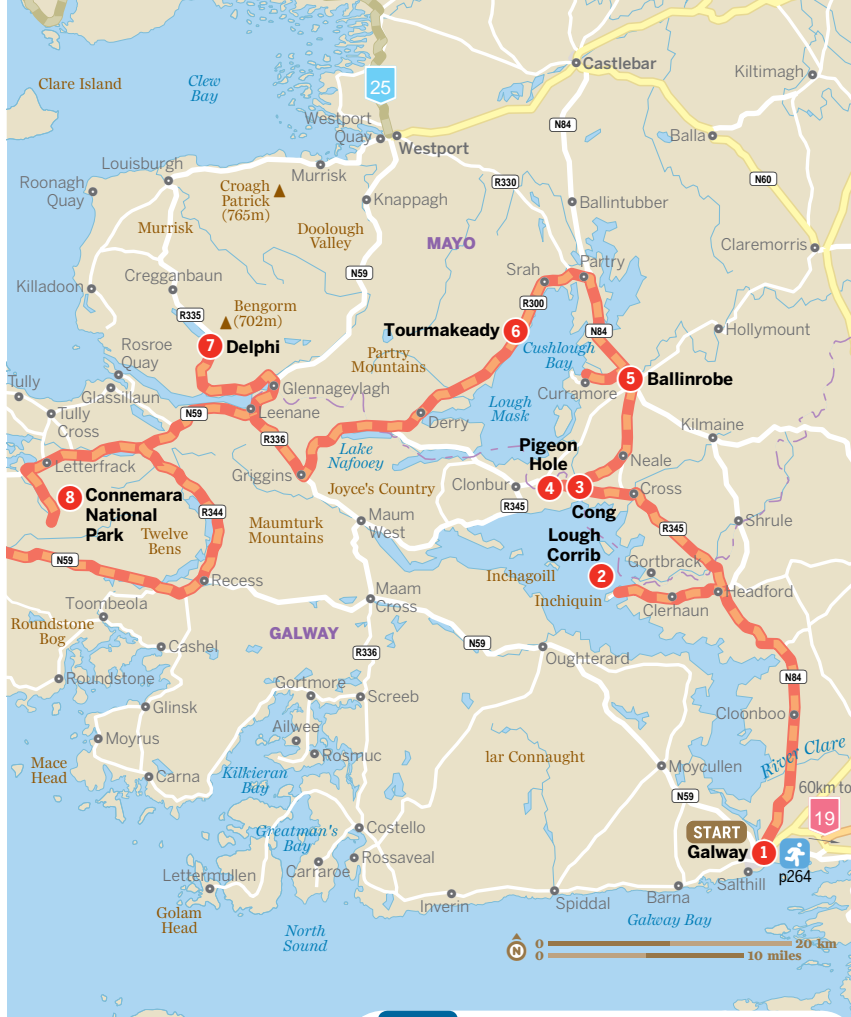 Clare Island
Clew
Bay
25
Castlebar
Kiltimagh
Westport
Quay
Westport
N84
Balla
Louisburgh
Murrisk
R330
N60
Roonagh
Quay
Croagh
Patrick
(765m)
Knappagh
Ballintubber
Murrisk
Doolough
Valley
MAYO
Claremorris
Killadoon
Cregganbaun
N59
Srah
Partry
R335
Bengorm
(702m)
R300
Rosroe
Quay
7 Delphi
Tourmakeady 6
N84
Hollymount
Cushlough
Bay
Partry
Mountains
Tully
Glassillaun
Glennagevlagh
5 Ballinrobe
Curramore
Tully
Cross
N59
Leenane
Lough
Mask
Derry
Kilmaine
R336
Lake
Nafooey
Pigeon
Hole
Neale
Letterfrack
Griggins
Joyce's Country
Clonbur
4
3
Cong
Cross
8 Connemara
National
Park
R344
R345
Twelve
Bens
Maumturk
Mountains
Maum
West
Lough
Corrib
2
R345
Shrule
N59
Inchagoill
Gortbrack
Recess
Maam
Cross
Inchiquin
Clerhaun
Headford
Toombeola
Roundstone
Bog
GALWAY
Cashel
R336
N59
Oughterard
Roundstone
Gortmore
Screeb
N84
Glinsk
Cloonboo
Ailwee
Moyrus
Rosmuc
lar Connaught
Moycullen
River Clare
Mace
Head
Carna
Kilkieran
Bay
N59
60km to
19
Greatman's
Bay
Costello
START
Galway 1
Rossaveal
Carraroe
p264
Lettermullen
Salthill
Inverin
Spiddal
Barna
Golam
Head
North
Sound
Galway Bay
N
0
20 km
0
10 miles